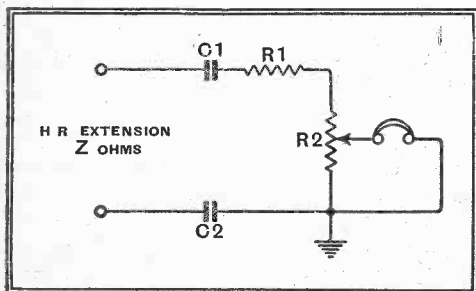 C1
R1
H R EXTENSION
Z OHMS
R2
C2